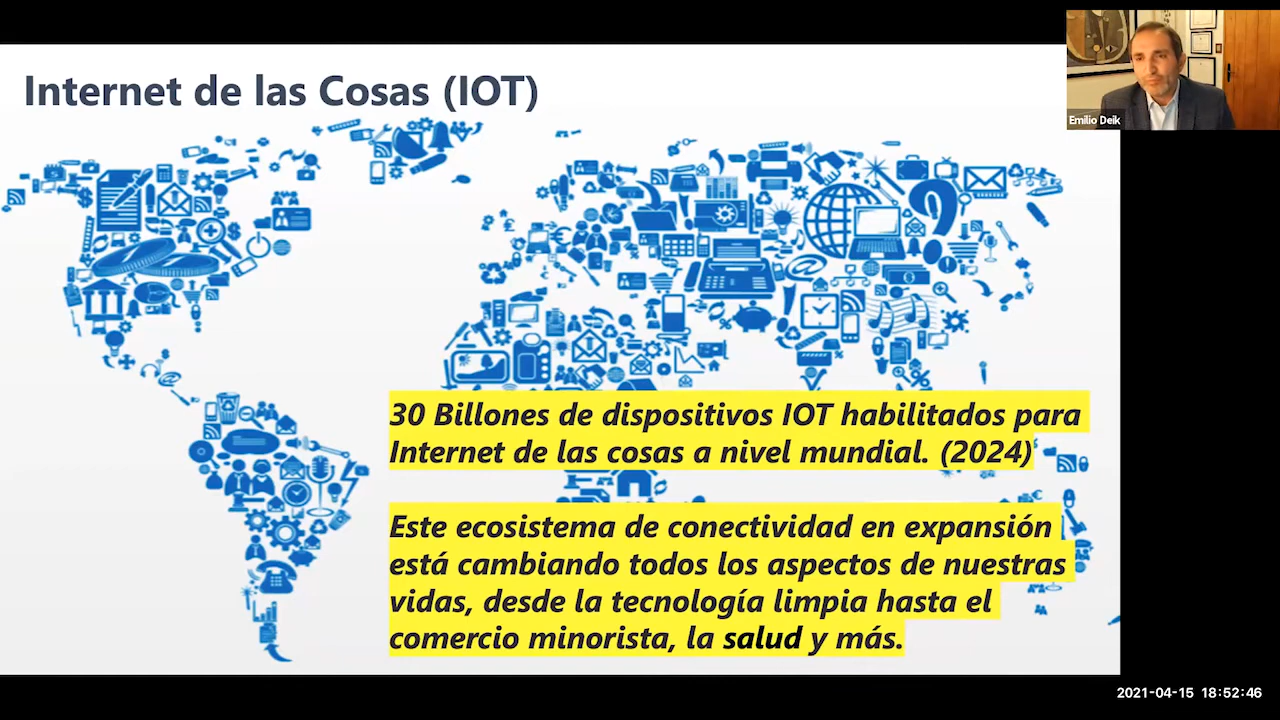 Internet de las Cosas (IOT)
Emilio Deik
30 Billones de dispositivos IOT habilitados para
Internet de las cosas a nivel mundial. (2024)
Este ecosistema de conectividad en expansión
está cambiando todos los aspectos de nuestras
vidas, desde la tecnología limpia hasta el
comercio minorista, la salud y más.
2021-04-15 18:52:46